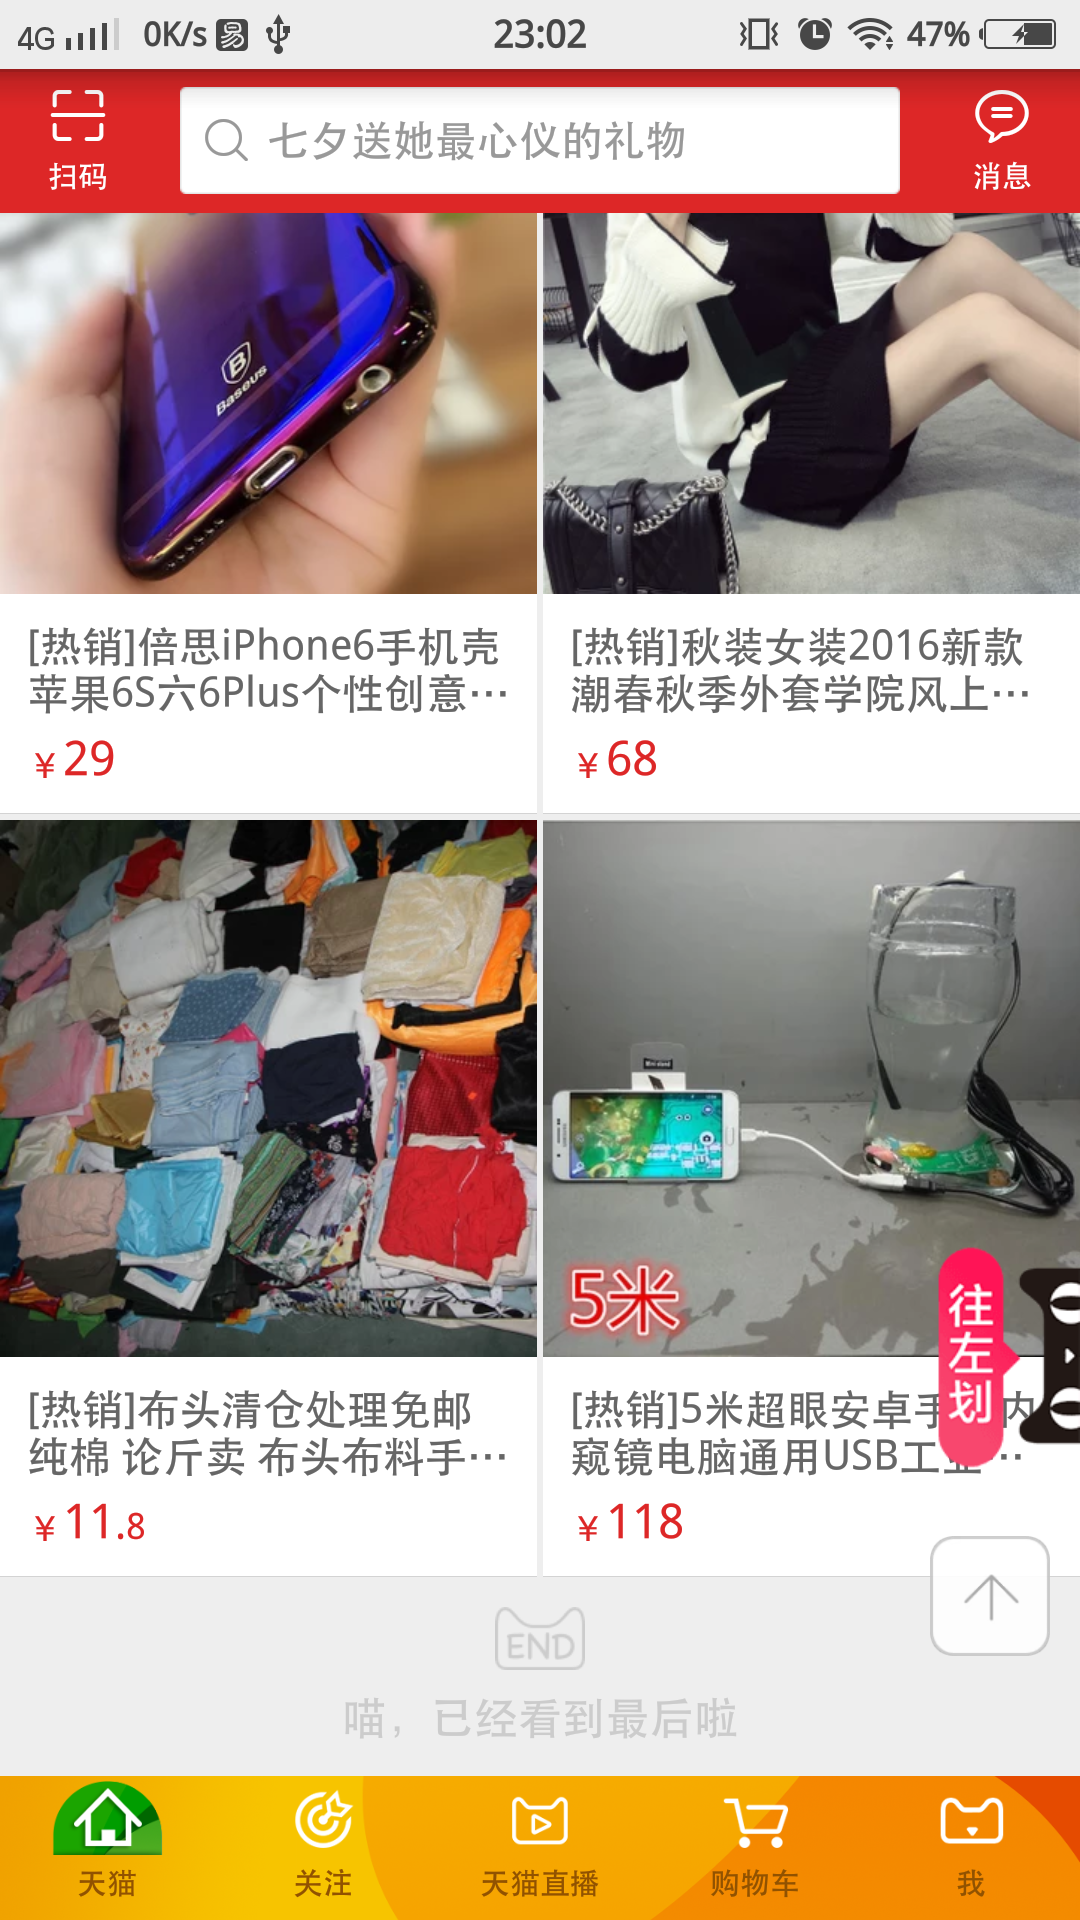 4G 0K/s 易 23:02 47%
扫码
七夕送她最心仪的礼物
消息
Baseus
[热销]倍思iPhone6手机壳
苹果6S六6Plus个性创意…
¥29
[热销]秋装女装2016新款
潮春秋季外套学院风上…
¥68
5米
往左划
[热销]布头清仓处理免邮
纯棉 论斤卖 布头布料手…
¥11.8
[热销]5米超眼安卓手 内
窥镜电脑通用USB工业…
¥118
END
喵，已经看到最后啦
天猫
关注
天猫直播
购物车
我